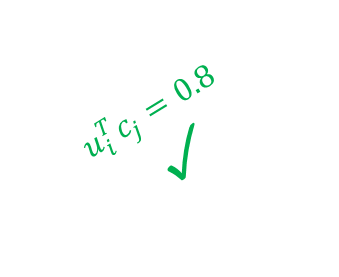 u_i^T c_j = 0.8